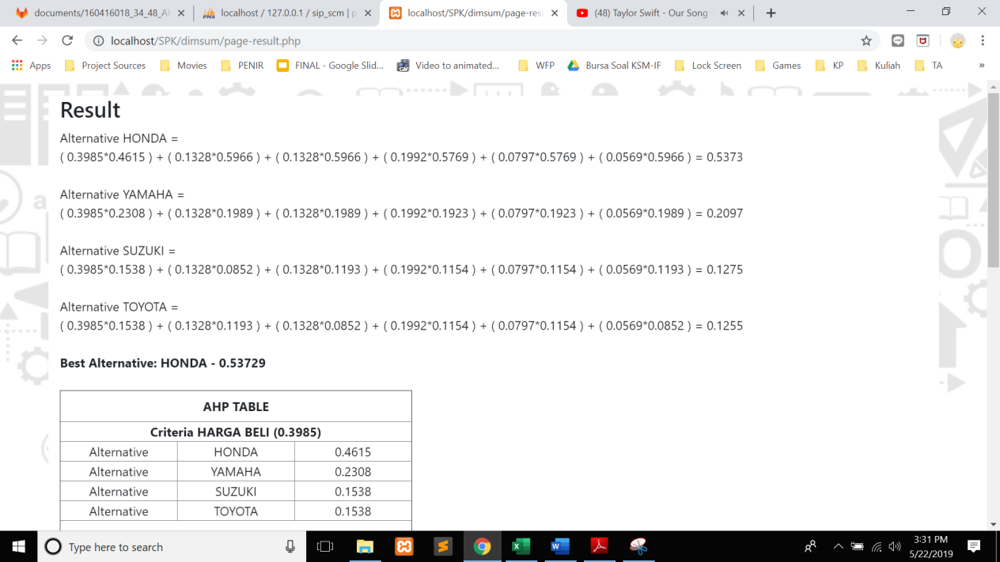 documents/160416018_34_48_Al
localhost / 127.0.0.1 / sip_scm | p
localhost/SPK/dimsum/page-resu
(48) Taylor Swift - Our Song -
localhost/SPK/dimsum/page-result.php
Apps Project Sources Movies PENIR FINAL - Google Slid... Video to animated... WFP Bursa Soal KSM-IF Lock Screen Games KP Kuliah TA »
Result
Alternative HONDA =
( 0.3985*0.4615 ) + ( 0.1328*0.5966 ) + ( 0.1328*0.5966 ) + ( 0.1992*0.5769 ) + ( 0.0797*0.5769 ) + ( 0.0569*0.5966 ) = 0.5373
Alternative YAMAHA =
( 0.3985*0.2308 ) + ( 0.1328*0.1989 ) + ( 0.1328*0.1989 ) + ( 0.1992*0.1923 ) + ( 0.0797*0.1923 ) + ( 0.0569*0.1989 ) = 0.2097
Alternative SUZUKI =
( 0.3985*0.1538 ) + ( 0.1328*0.0852 ) + ( 0.1328*0.1193 ) + ( 0.1992*0.1154 ) + ( 0.0797*0.1154 ) + ( 0.0569*0.1193 ) = 0.1275
Alternative TOYOTA =
( 0.3985*0.1538 ) + ( 0.1328*0.1193 ) + ( 0.1328*0.0852 ) + ( 0.1992*0.1154 ) + ( 0.0797*0.1154 ) + ( 0.0569*0.0852 ) = 0.1255
Best Alternative: HONDA - 0.53729
AHP TABLE
Criteria HARGA BELI (0.3985)
Alternative HONDA 0.4615
Alternative YAMAHA 0.2308
Alternative SUZUKI 0.1538
Alternative TOYOTA 0.1538
Type here to search
3:31 PM
5/22/2019